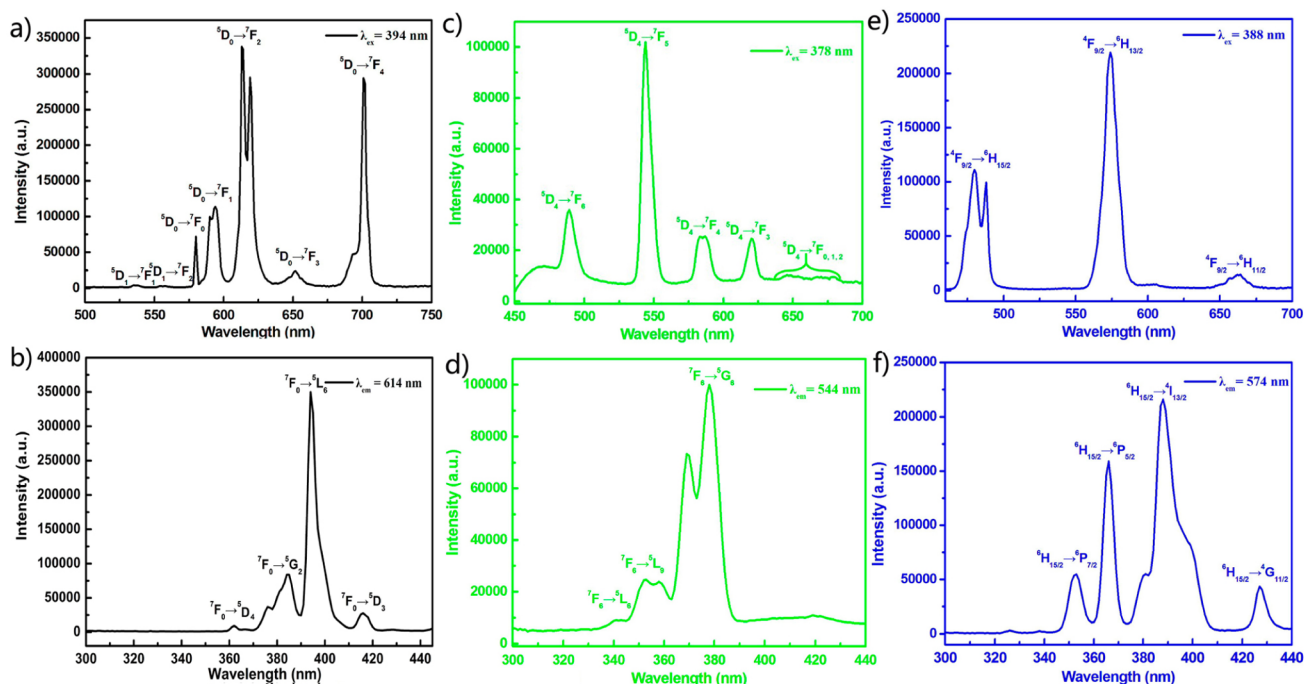 a)
λex = 394 nm
⁵D₀→⁷F₂
⁵D₀→⁷F₄
⁵D₀→⁷F₁
⁵D₀→⁷F₀
⁵D₀→⁷F₃
⁵D₁→⁷F₁
⁵D₁→⁷F₂
350000
300000
250000
200000
150000
100000
50000
0
Intensity (a.u.)
500 550 600 650 700 750
Wavelength (nm)
c)
λex = 378 nm
⁵D₄→⁷F₅
⁵D₄→⁷F₆
⁵D₄→⁷F₄
⁵D₄→⁷F₃
⁵D₄→⁷F₀, ₁, ₂
100000
80000
60000
40000
20000
0
Intensity (a.u.)
450 500 550 600 650 700
Wavelength (nm)
e)
λex = 388 nm
⁴F₉/₂→⁶H₁₃/₂
⁴F₉/₂→⁶H₁₅/₂
⁴F₉/₂→⁶H₁₁/₂
250000
200000
150000
100000
50000
0
Intensity (a.u.)
500 550 600 650 700
Wavelength (nm)
b)
λem = 614 nm
⁷F₀→⁵L₆
⁷F₀→⁵G₂
⁷F₀→⁵D₄
⁷F₀→⁵D₃
400000
350000
300000
250000
200000
150000
100000
50000
0
Intensity (a.u.)
300 320 340 360 380 400 420 440
Wavelength (nm)
d)
λem = 544 nm
⁷F₆→⁵G₆
⁷F₀→⁵L₉
⁷F₆→⁵L₆
100000
80000
60000
40000
20000
0
Intensity (a.u.)
300 320 340 360 380 400 420 440
Wavelength (nm)
f)
λem = 574 nm
⁶H₁₅/₂→⁴I₁₃/₂
⁶H₁₅/₂→⁶P₅/₂
⁶H₁₅/₂→⁶P₇/₂
⁶H₁₅/₂→⁴G₁₁/₂
250000
200000
150000
100000
50000
0
Intensity (a.u.)
300 320 340 360 380 400 420 440
Wavelength (nm)